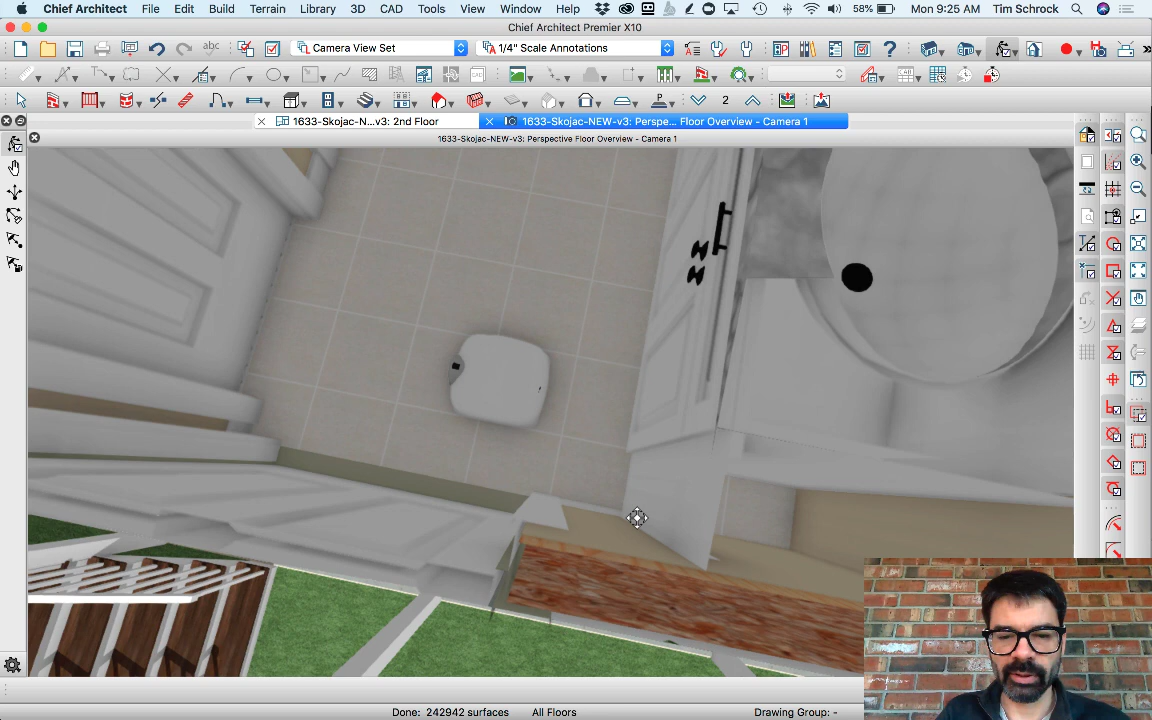 Chief Architect File Edit Build Terrain Library 3D CAD Tools View Window Help 58% Mon 9:25 AM Tim Schrock
Chief Architect Premier X10
abc Camera View Set 1/4" Scale Annotations
2
1633-Skojac-N...v3: 2nd Floor 1633-Skojac-NEW-v3: Perspe... Floor Overview - Camera 1
1633-Skojac-NEW-v3: Perspective Floor Overview - Camera 1
Done: 242942 surfaces All Floors Drawing Group: -